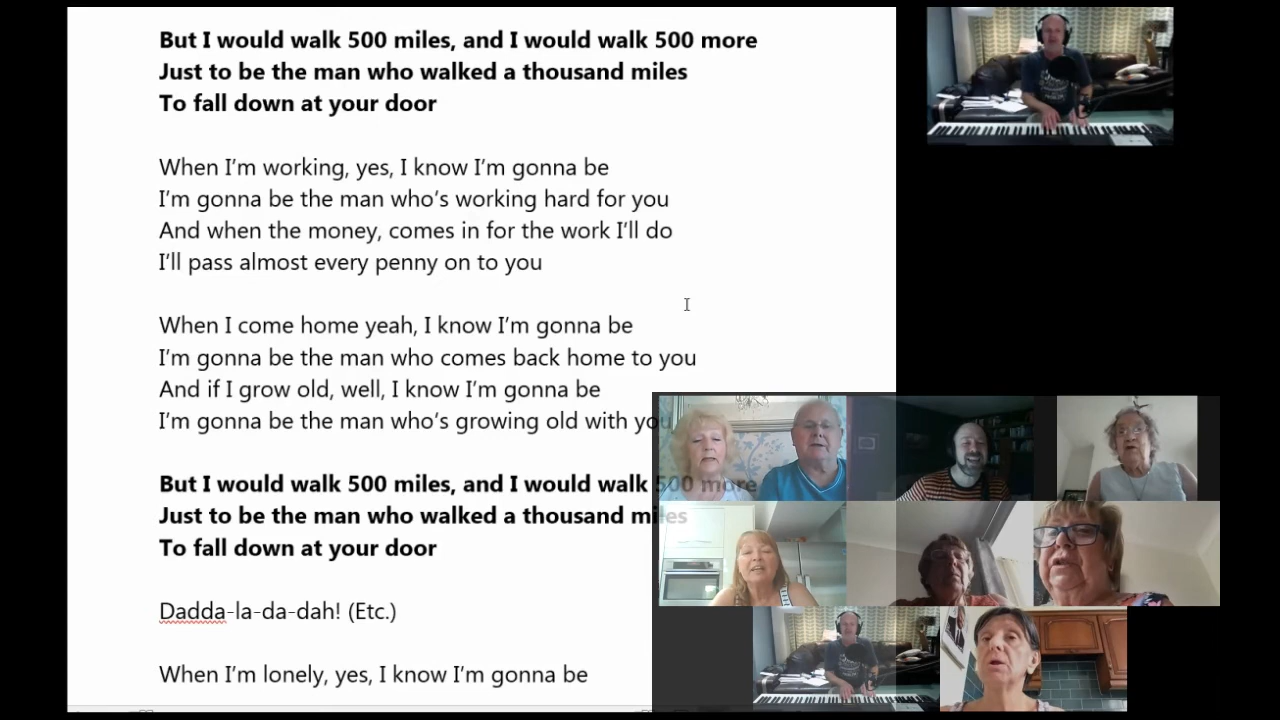 But I would walk 500 miles, and I would walk 500 more
Just to be the man who walked a thousand miles
To fall down at your door
When I'm working, yes, I know I'm gonna be
I'm gonna be the man who's working hard for you
And when the money, comes in for the work I'll do
I'll pass almost every penny on to you
When I come home yeah, I know I'm gonna be
I'm gonna be the man who comes back home to you
And if I grow old, well, I know I'm gonna be
I'm gonna be the man who's growing old with you
But I would walk 500 miles, and I would walk 500 more
Just to be the man who walked a thousand miles
To fall down at your door
Dadda-la-da-dah! (Etc.)
When I'm lonely, yes, I know I'm gonna be